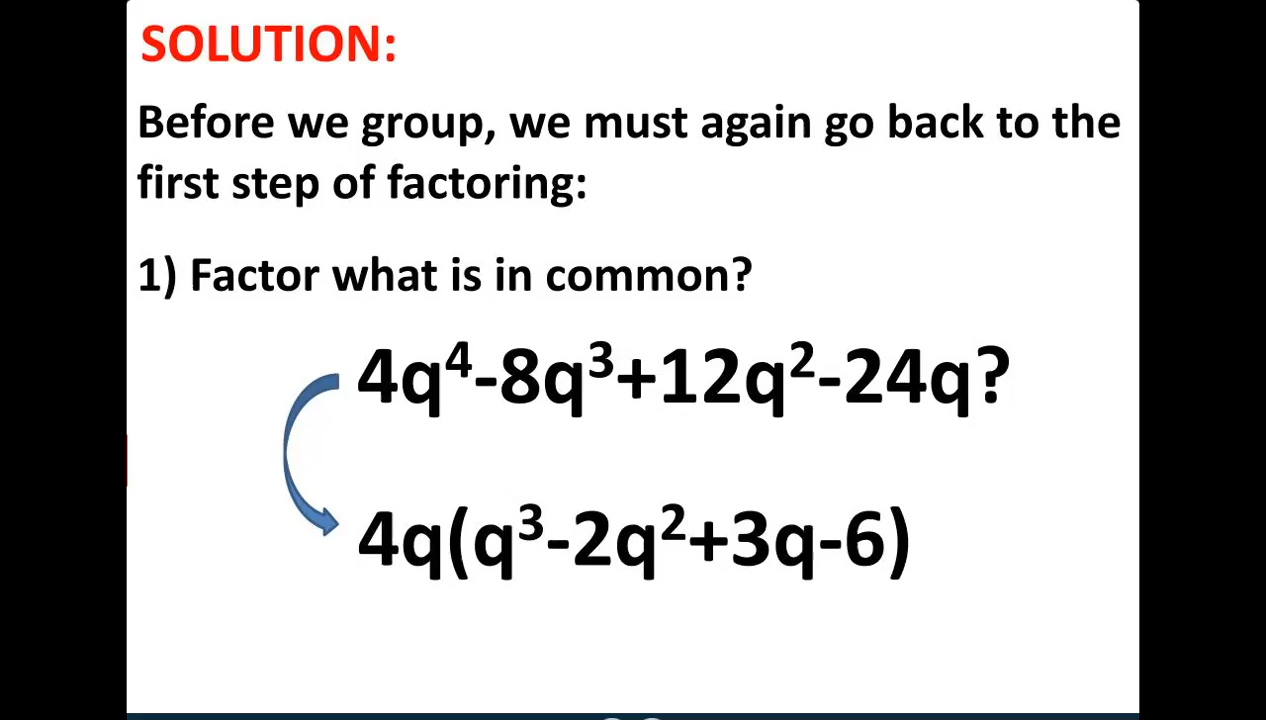 SOLUTION:
Before we group, we must again go back to the
first step of factoring:
1) Factor what is in common?
4q⁴-8q³+12q²-24q?
4q(q³-2q²+3q-6)